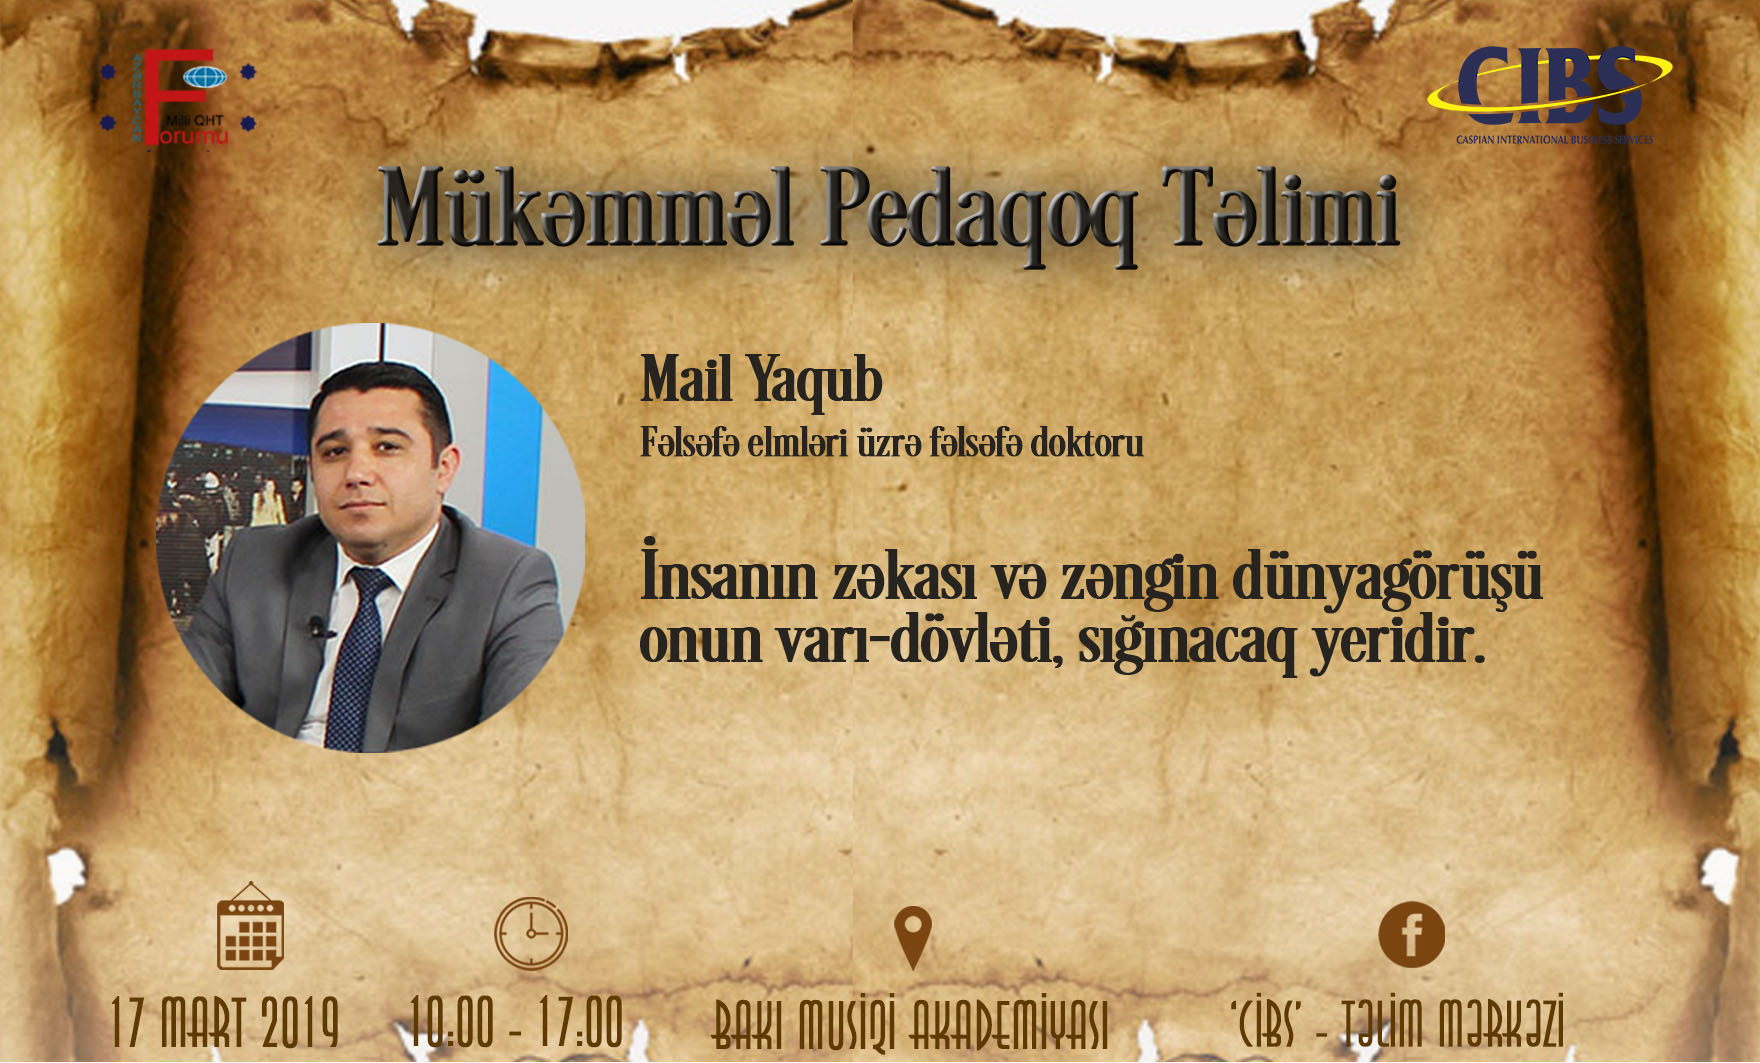 Milli QHT
Forumu
CIBS
CASPIAN INTERNATIONAL BUSINESS SERVICES
Mükəmməl Pedaqoq Təlimi
Mail Yaqub
Fəlsəfə elmləri üzrə fəlsəfə doktoru
İnsanın zəkası və zəngin dünyagörüşü
onun varı-dövləti, sığınacaq yeridir.
17 MART 2019
10:00 - 17:00
BAKI MUSİQİ AKADEMİYASI
"CİBS" - TəLİM MəRKəZİ